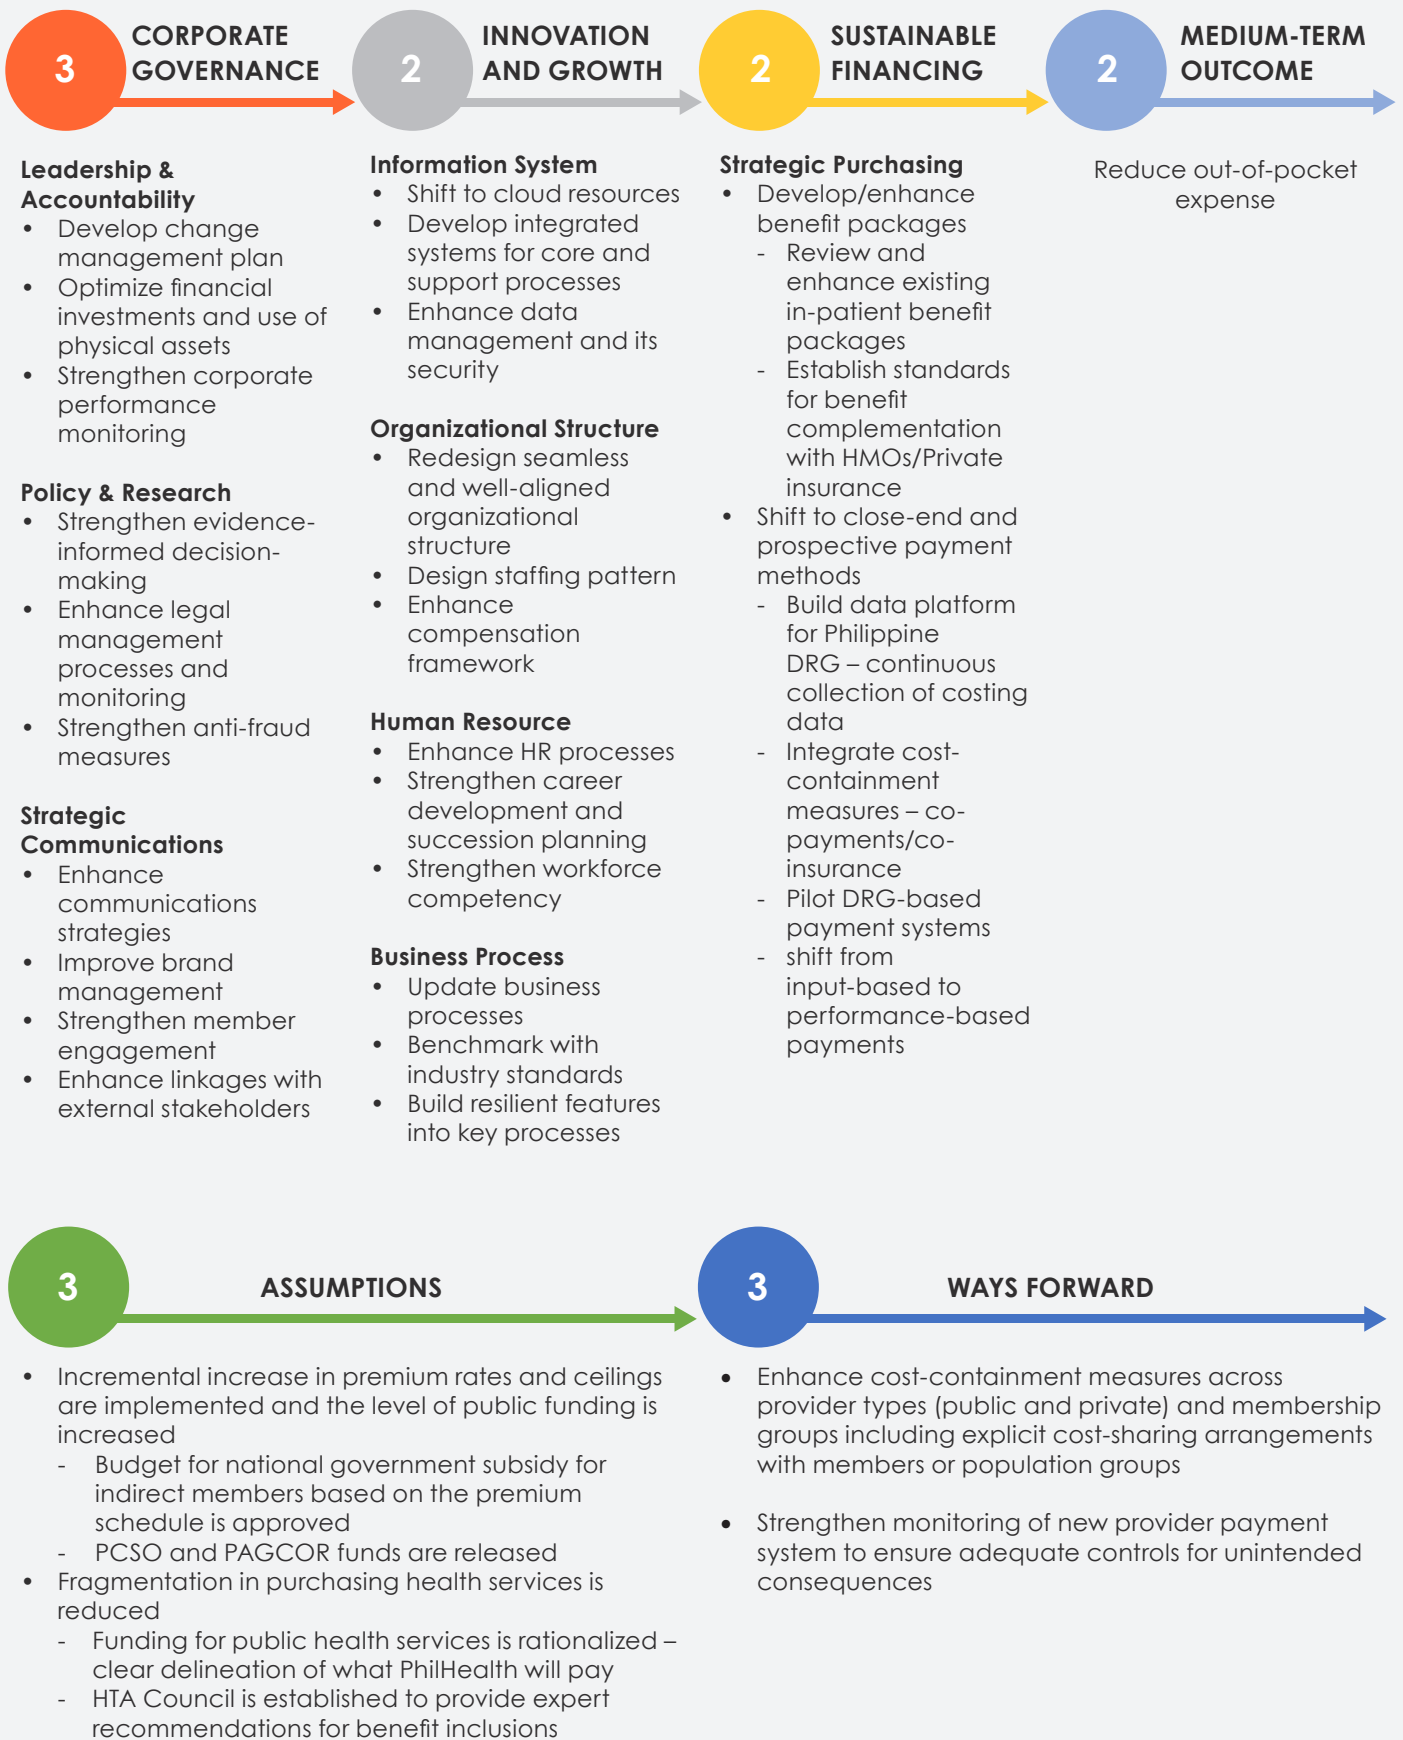 3
CORPORATE
GOVERNANCE
2
INNOVATION
AND GROWTH
2
SUSTAINABLE
FINANCING
2
MEDIUM-TERM
OUTCOME
Leadership &
Accountability
• Develop change
management plan
• Optimize financial
investments and use of
physical assets
• Strengthen corporate
performance
monitoring
Policy & Research
• Strengthen evidence-
informed decision-
making
• Enhance legal
management
processes and
monitoring
• Strengthen anti-fraud
measures
Strategic
Communications
• Enhance
communications
strategies
• Improve brand
management
• Strengthen member
engagement
• Enhance linkages with
external stakeholders
Information System
• Shift to cloud resources
• Develop integrated
systems for core and
support processes
• Enhance data
management and its
security
Organizational Structure
• Redesign seamless
and well-aligned
organizational
structure
• Design staffing pattern
• Enhance
compensation
framework
Human Resource
• Enhance HR processes
• Strengthen career
development and
succession planning
• Strengthen workforce
competency
Business Process
• Update business
processes
• Benchmark with
industry standards
• Build resilient features
into key processes
Strategic Purchasing
• Develop/enhance
benefit packages
- Review and
enhance existing
in-patient benefit
packages
- Establish standards
for benefit
complementation
with HMOs/Private
insurance
• Shift to close-end and
prospective payment
methods
- Build data platform
for Philippine
DRG – continuous
collection of costing
data
- Integrate cost-
containment
measures – co-
payments/co-
insurance
- Pilot DRG-based
payment systems
- shift from
input-based to
performance-based
payments
Reduce out-of-pocket
expense
3
ASSUMPTIONS
• Incremental increase in premium rates and ceilings
are implemented and the level of public funding is
increased
- Budget for national government subsidy for
indirect members based on the premium
schedule is approved
- PCSO and PAGCOR funds are released
• Fragmentation in purchasing health services is
reduced
- Funding for public health services is rationalized –
clear delineation of what PhilHealth will pay
- HTA Council is established to provide expert
recommendations for benefit inclusions
3
WAYS FORWARD
• Enhance cost-containment measures across
provider types (public and private) and membership
groups including explicit cost-sharing arrangements
with members or population groups
• Strengthen monitoring of new provider payment
system to ensure adequate controls for unintended
consequences